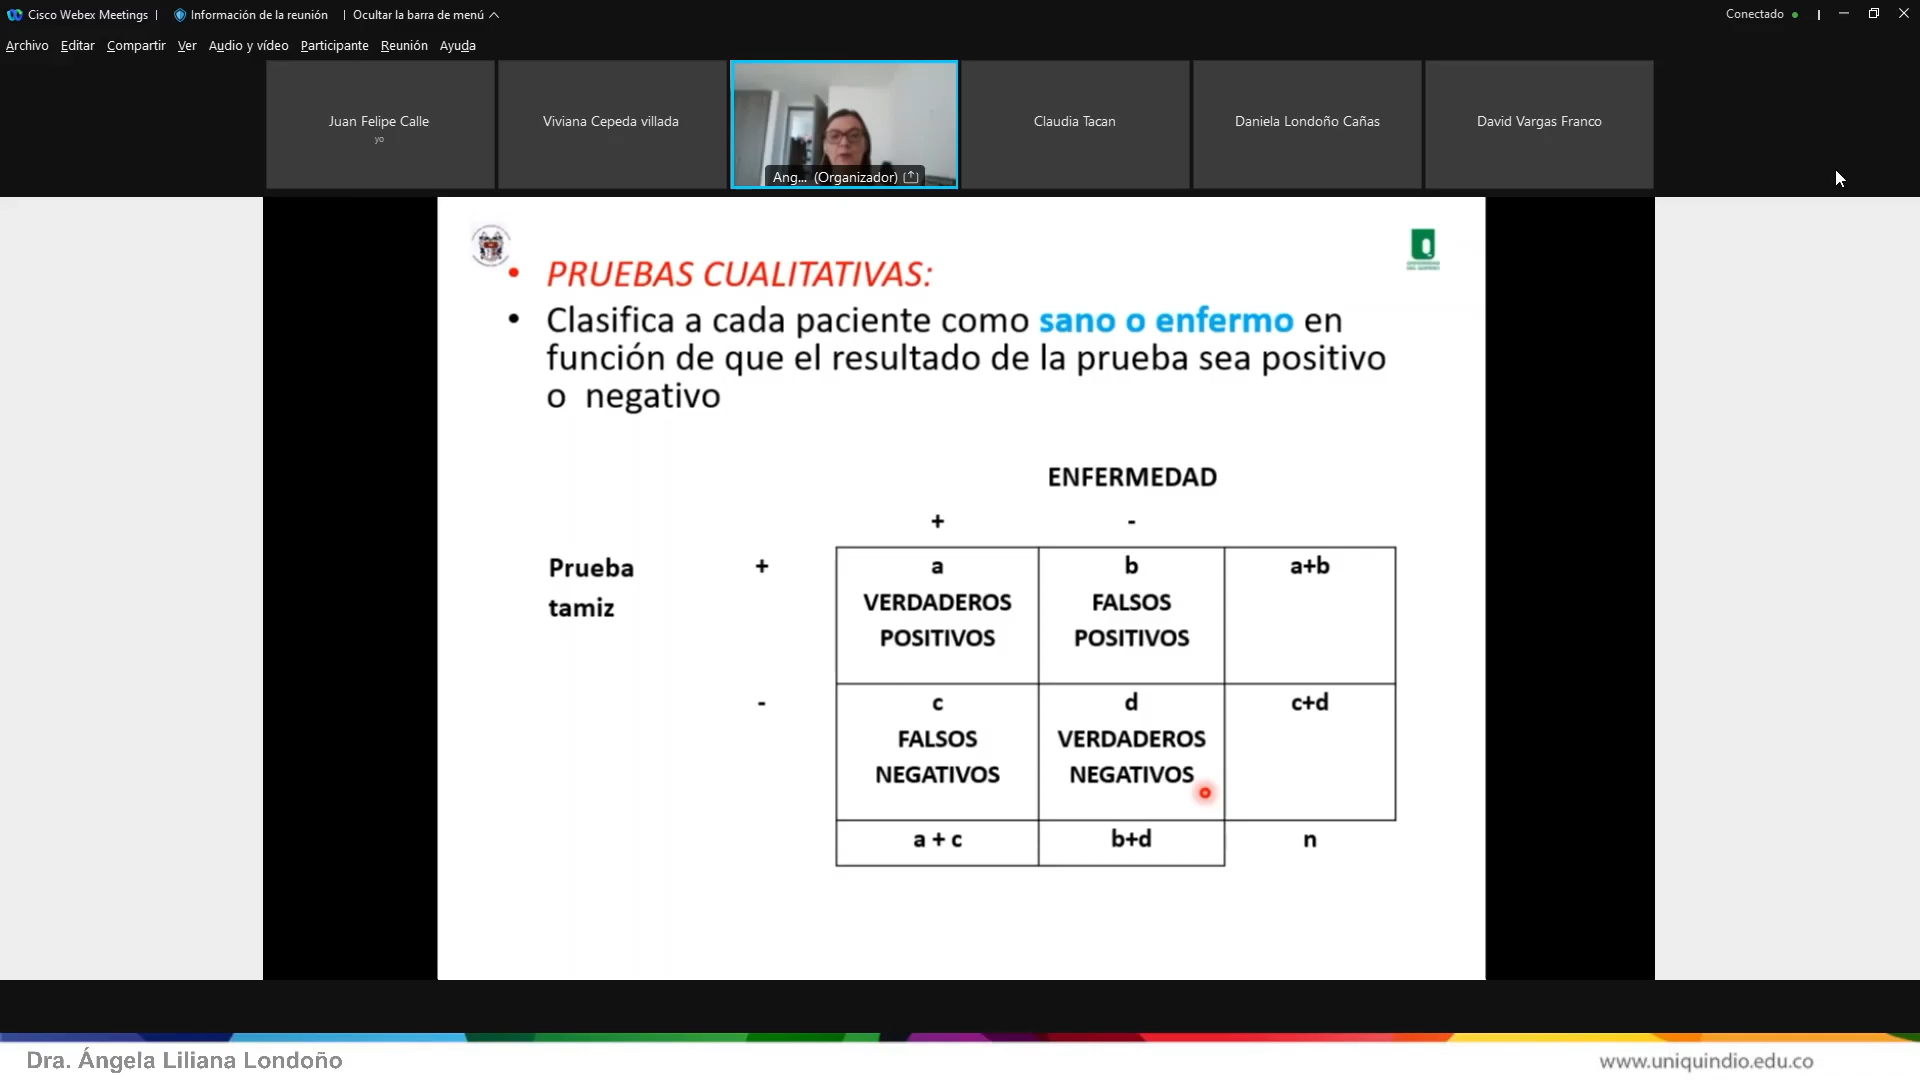 Cisco Webex Meetings | Información de la reunión | Ocultar la barra de menú
Conectado
Archivo Editar Compartir Ver Audio y vídeo Participante Reunión Ayuda
Juan Felipe Calle
yo
Viviana Cepeda villada
Ang... (Organizador)
Claudia Tacan
Daniela Londoño Cañas
David Vargas Franco
• PRUEBAS CUALITATIVAS:
• Clasifica a cada paciente como sano o enfermo en
función de que el resultado de la prueba sea positivo
o negativo
ENFERMEDAD
+ -
Prueba + a b a+b
tamiz VERDADEROS FALSOS
POSITIVOS POSITIVOS
- c d c+d
FALSOS VERDADEROS
NEGATIVOS NEGATIVOS
a + c b+d n
Dra. Ángela Liliana Londoño
www.uniquindio.edu.co